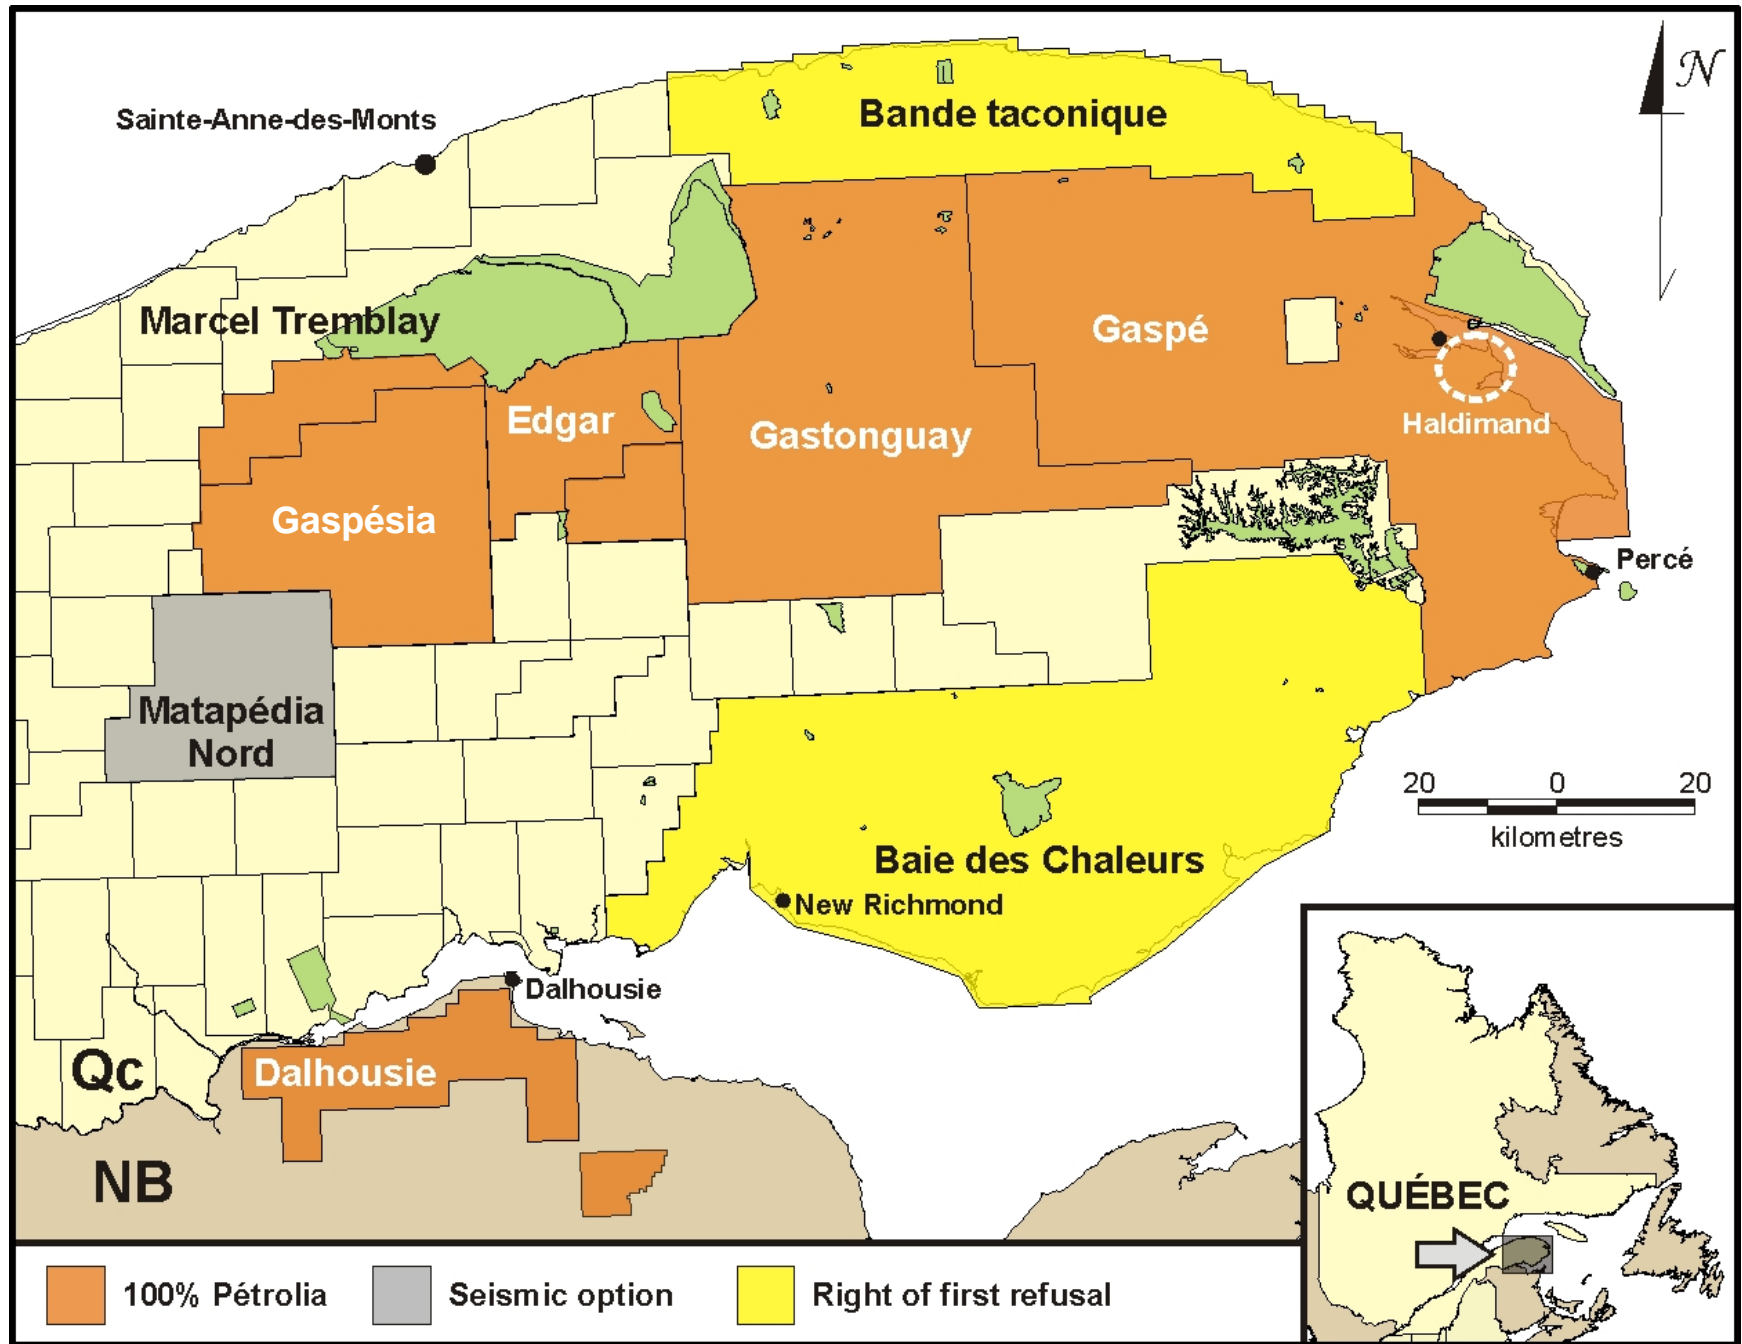 N
Sainte-Anne-des-Monts
Bande taconique
Marcel Tremblay
Gaspé
Edgar
Gastonguay
Haldimand
Gaspésia
Percé
Matapédia
Nord
20 0 20
kilometres
Baie des Chaleurs
New Richmond
Dalhousie
Qc
Dalhousie
NB
QUÉBEC
100% Pétrolia
Seismic option
Right of first refusal